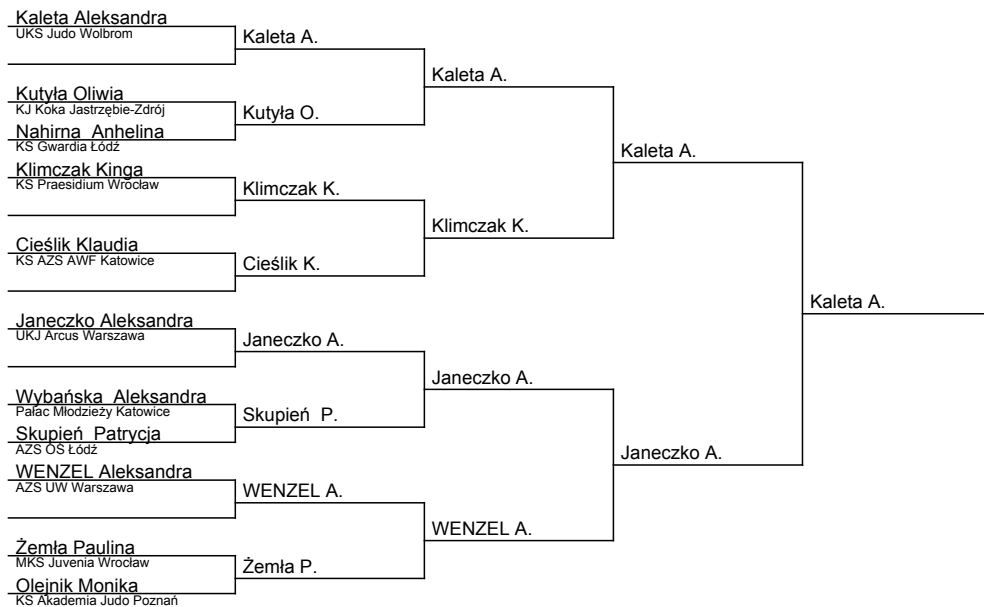 Kaleta Aleksandra
UKS Judo Wolbrom
Kutyła Oliwia
KJ Koka Jastrzębie-Zdrój
Nahirna  Anhelina
KS Gwardia Łódź
Klimczak Kinga
KS Praesidium Wrocław
Cieślik Klaudia
KS AZS AWF Katowice
Janeczko Aleksandra
UKJ Arcus Warszawa
Wybańska  Aleksandra
Pałac Młodzieży Katowice
Skupień  Patrycja
AZS OŚ Łódź
WENZEL Aleksandra
AZS UW Warszawa
Żemła Paulina
MKS Juvenia Wrocław
Olejnik Monika
KS Akademia Judo Poznań
Kaleta A.
Kutyła O.
Klimczak K.
Cieślik K.
Janeczko A.
Skupień  P.
WENZEL A.
Żemła P.
Kaleta A.
Klimczak K.
Janeczko A.
WENZEL A.
Kaleta A.
Janeczko A.
Kaleta A.